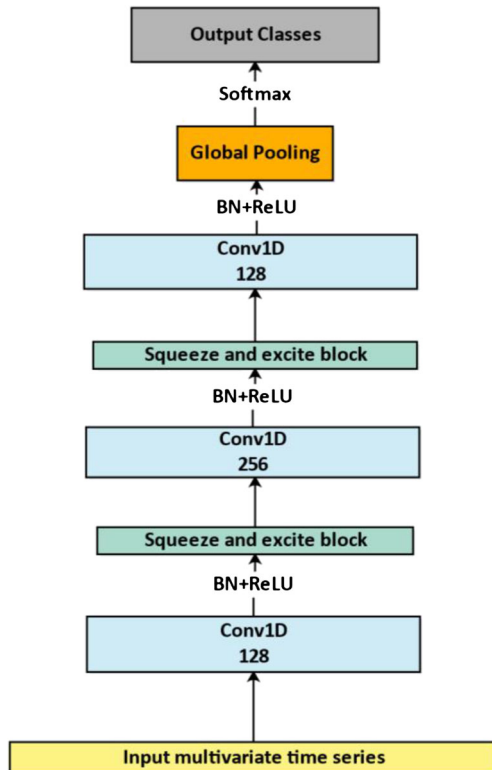 Output Classes
Softmax
Global Pooling
BN+ReLU
Conv1D
128
Squeeze and excite block
BN+ReLU
Conv1D
256
Squeeze and excite block
BN+ReLU
Conv1D
128
Input multivariate time series